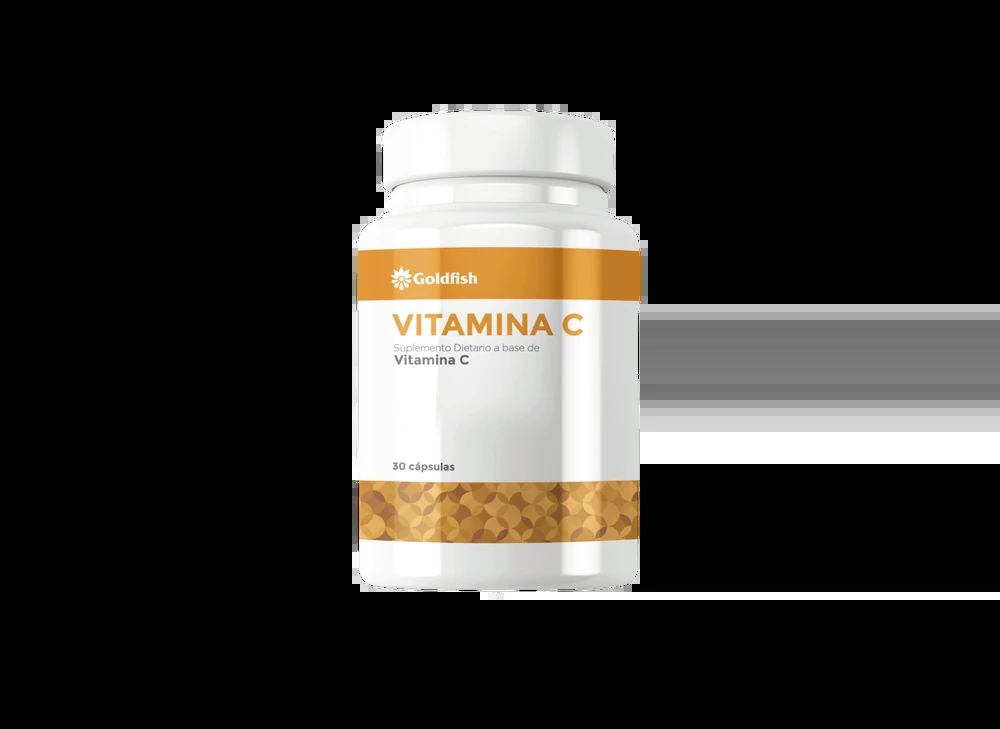 Goldfish
VITAMINA C
Suplemento Dietario a base de
Vitamina C
30 cápsulas